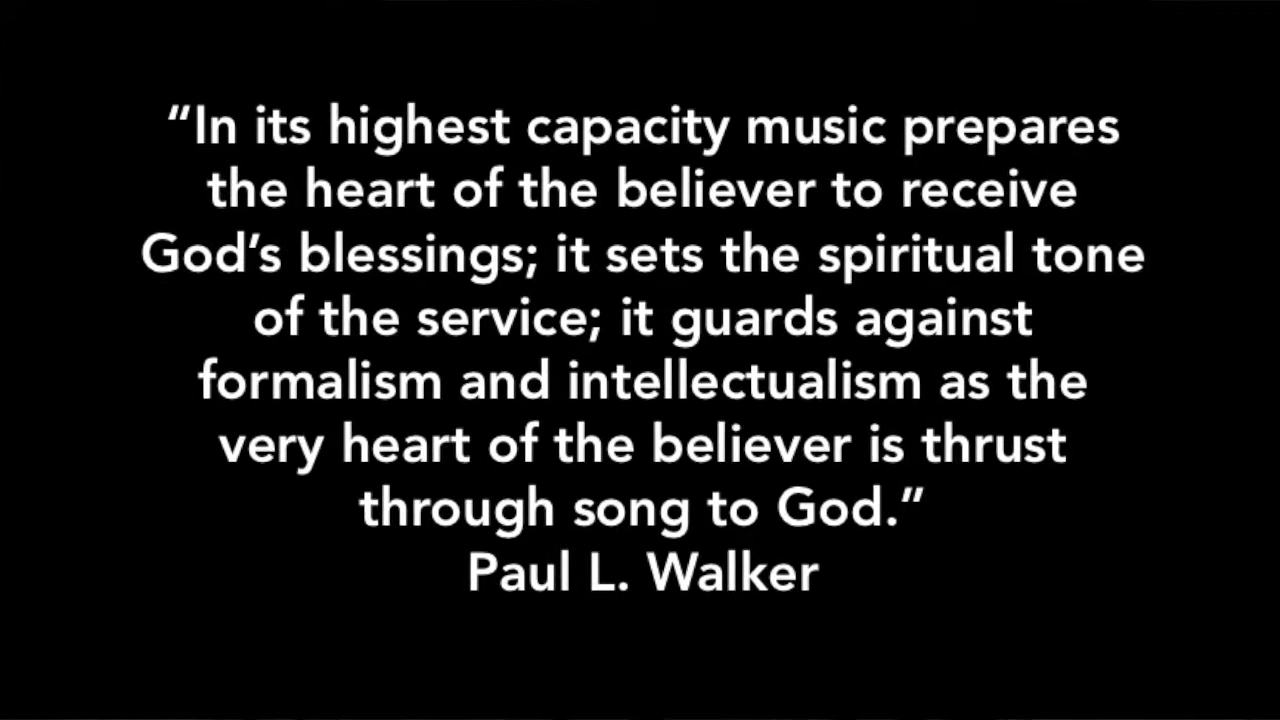 “In its highest capacity music prepares
the heart of the believer to receive
God’s blessings; it sets the spiritual tone
of the service; it guards against
formalism and intellectualism as the
very heart of the believer is thrust
through song to God.”
Paul L. Walker